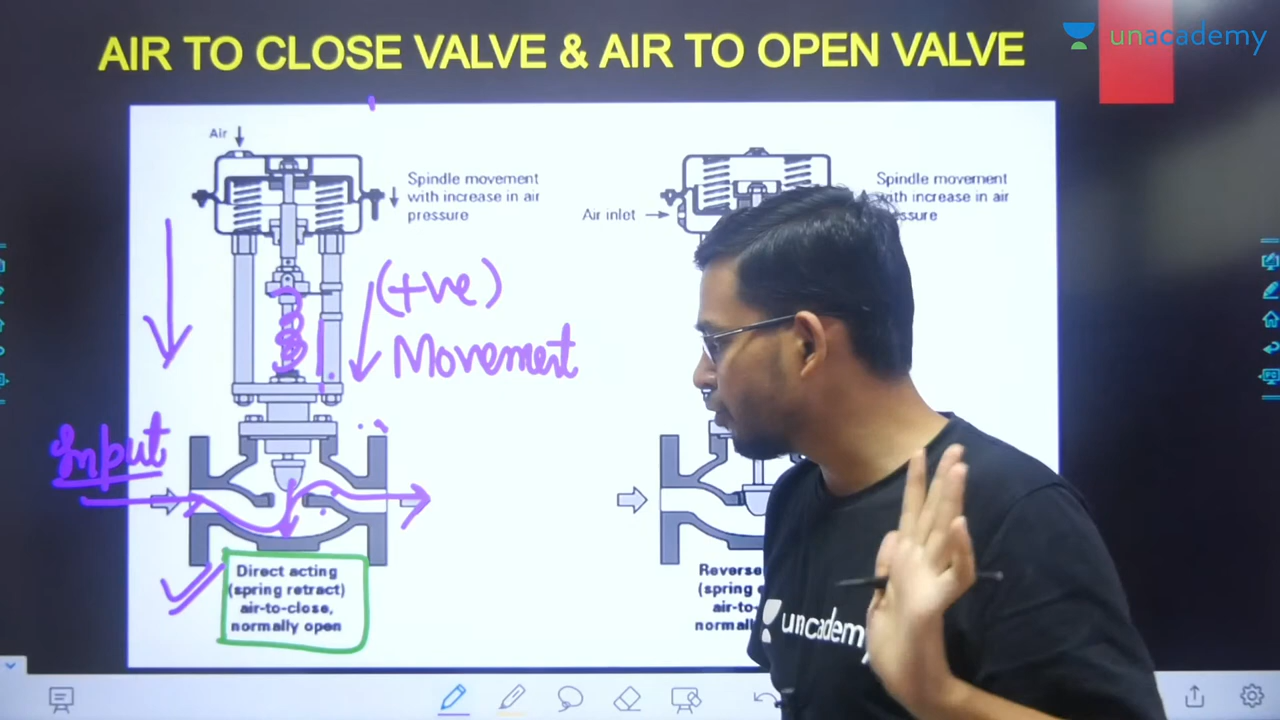 AIR TO CLOSE VALVE & AIR TO OPEN VALVE
unacademy
Air
Spindle movement
with increase in air
pressure
Air inlet
Spindle movement
with increase in air
(+ve)
Movement
Input
Direct acting
(spring retract)
air-to-close,
normally open
Reverse
(spring
air-to-
unacademy